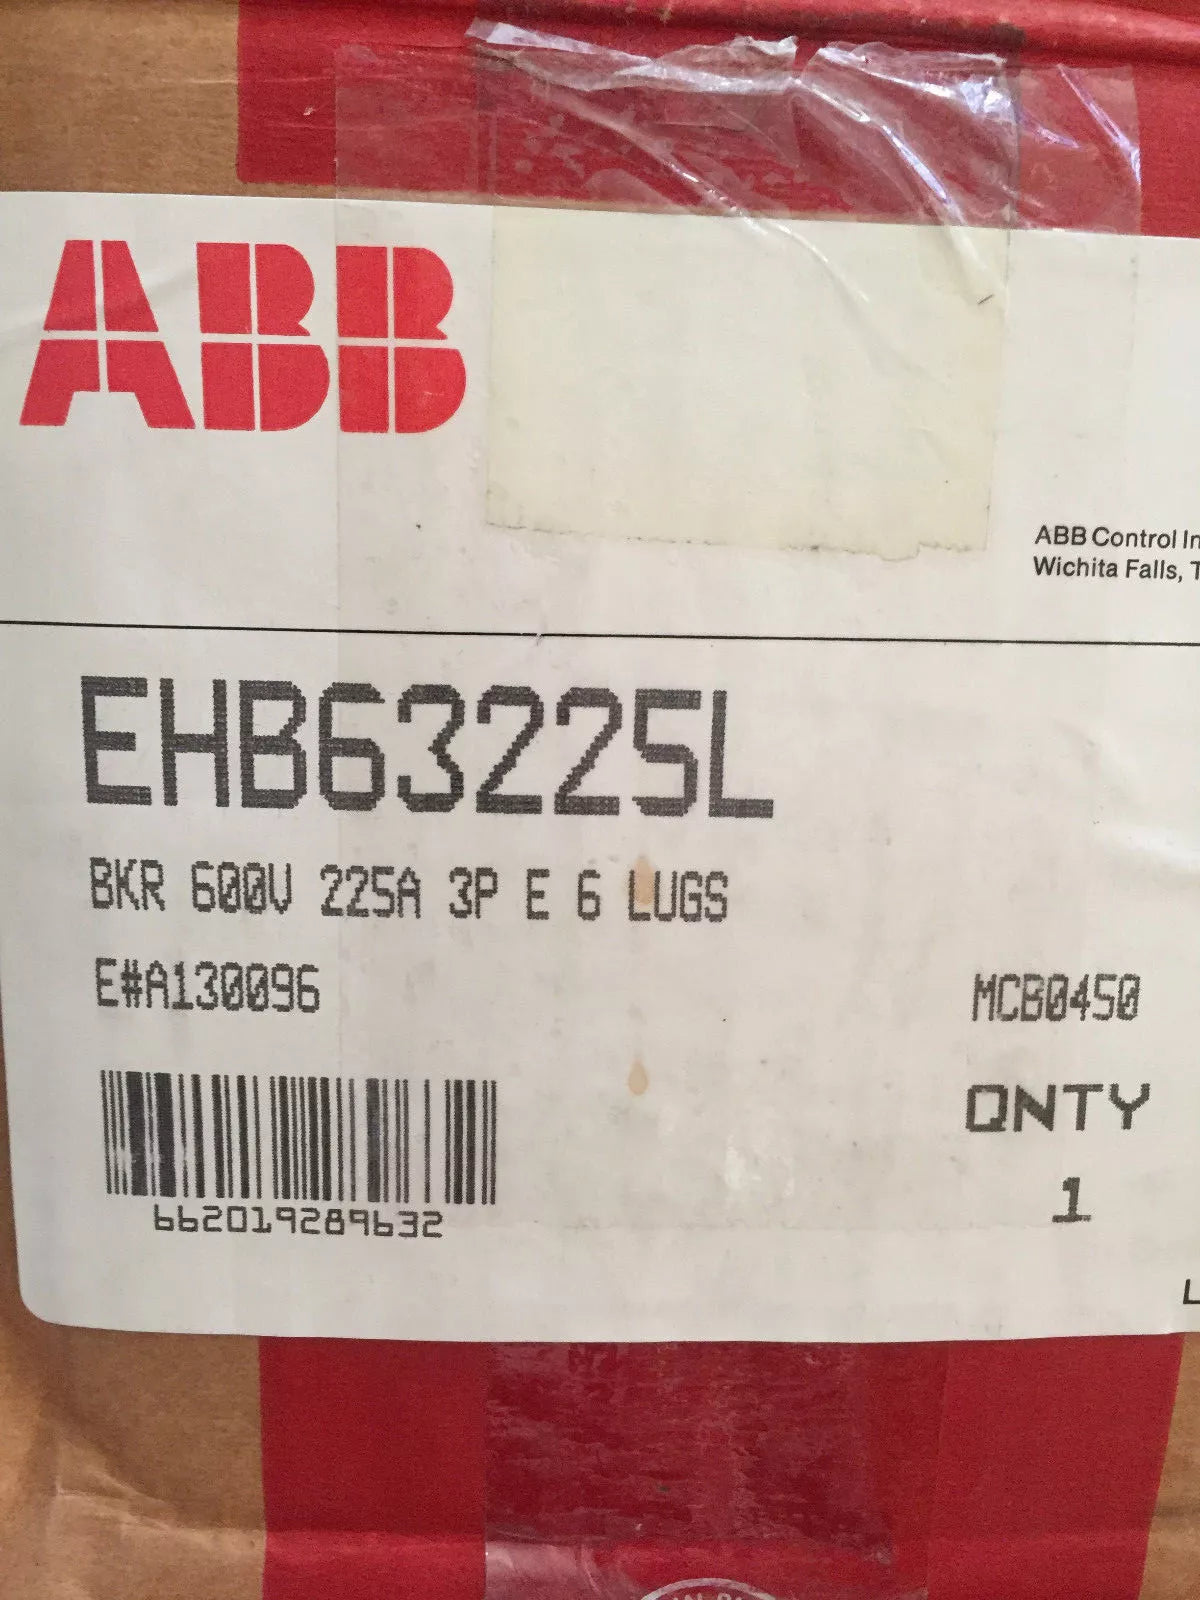 ABB
ABB Control In
Wichita Falls, T
EHB63225L
BKR 600V 225A 3P E 6 LUGS
E#A130096
MCB0450
QNTY
1
662019289632
L